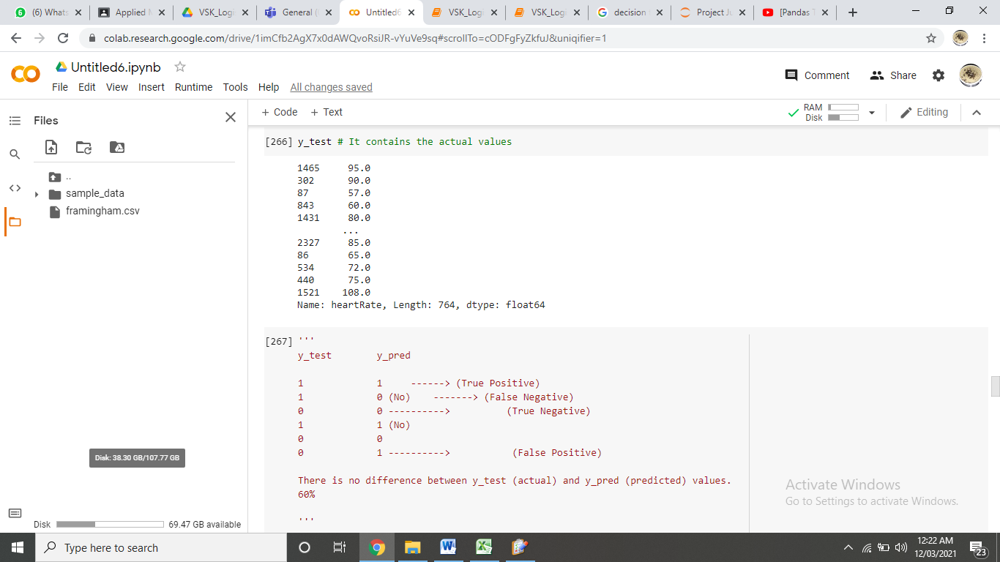 (6) Whats
Applied M
VSK_Logi
General (
Untitled6
VSK_Logi
VSK_Logi
decision
Project Ju
[Pandas T
colab.research.google.com/drive/1imCfb2AgX7x0dAWQvoRsiJR-vYuVe9sq#scrollTo=cODFgFyZkfuJ&uniqifier=1
Untitled6.ipynb
File Edit View Insert Runtime Tools Help All changes saved
Comment Share
Files
+ Code + Text
RAM
Disk
Editing
..
sample_data
framingham.csv
[266] y_test # It contains the actual values
1465 95.0
302 90.0
87 57.0
843 60.0
1431 80.0
...
2327 85.0
86 65.0
534 72.0
440 75.0
1521 108.0
Name: heartRate, Length: 764, dtype: float64
[267] '''
y_test y_pred
1 1 ------> (True Positive)
1 0 (No) -------> (False Negative)
0 0 ----------> (True Negative)
1 1 (No)
0 0
0 1 ----------> (False Positive)
There is no difference between y_test (actual) and y_pred (predicted) values.
60%
'''
Disk: 38.30 GB/107.77 GB
Disk 69.47 GB available
Activate Windows
Go to Settings to activate Windows.
Type here to search
12:22 AM
12/03/2021
23